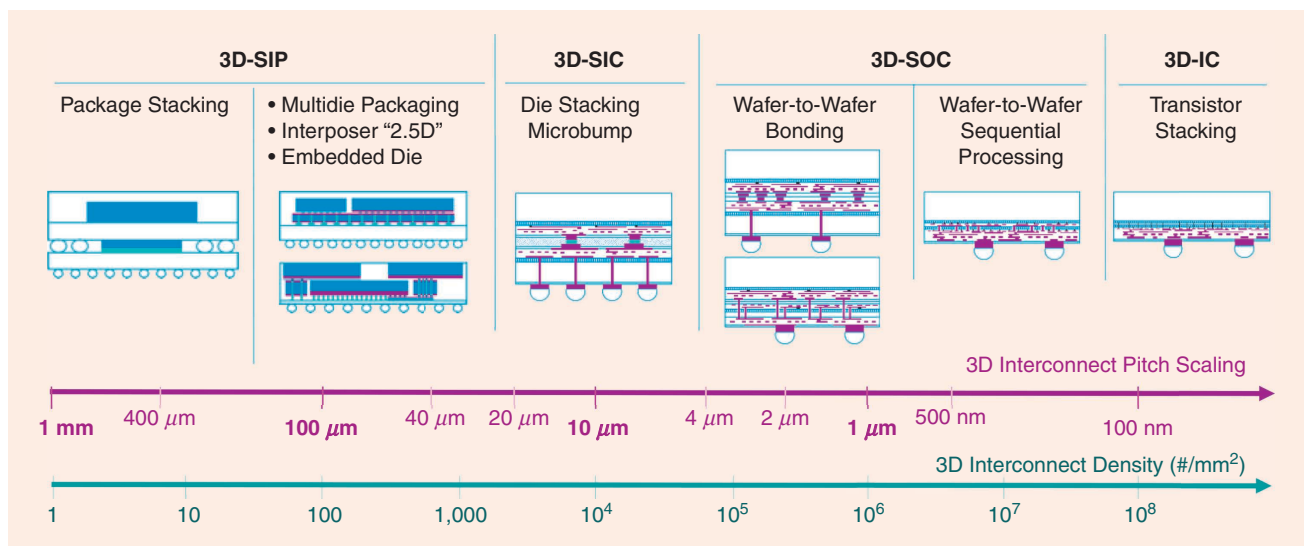 3D-SIP
3D-SIC
3D-SOC
3D-IC
Package Stacking
• Multidie Packaging
• Interposer “2.5D”
• Embedded Die
Die Stacking
Microbump
Wafer-to-Wafer
Bonding
Wafer-to-Wafer
Sequential
Processing
Transistor
Stacking
3D Interconnect Pitch Scaling
1 mm
400 μm
100 μm
40 μm
20 μm
10 μm
4 μm
2 μm
1 μm
500 nm
100 nm
3D Interconnect Density (#/mm²)
1
10
100
1,000
10⁴
10⁵
10⁶
10⁷
10⁸